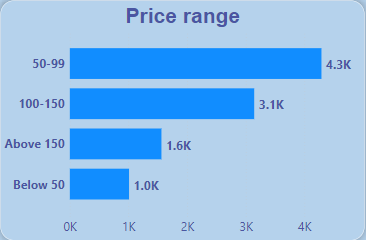 Price range
50-99 4.3K
100-150 3.1K
Above 150 1.6K
Below 50 1.0K
0K 1K 2K 3K 4K